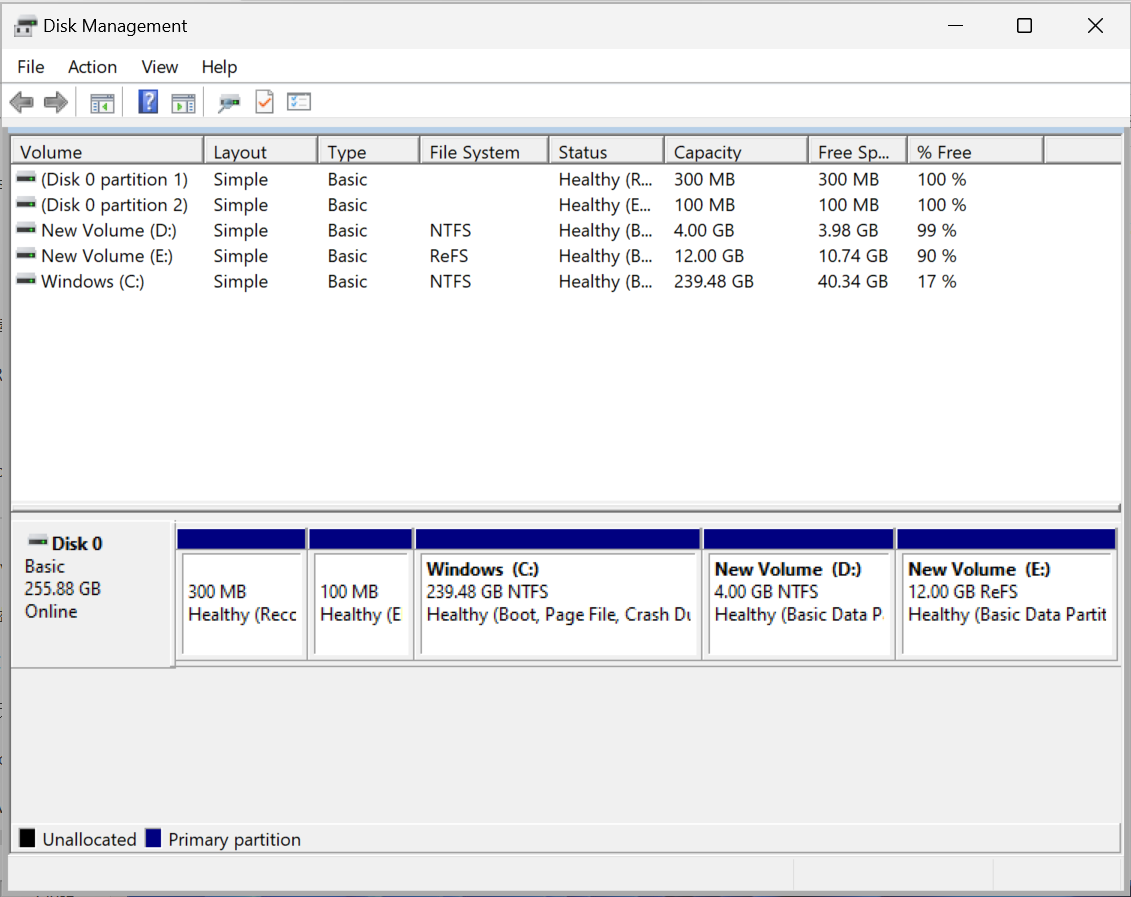 Disk Management
File Action View Help
Volume Layout Type File System Status Capacity Free Sp... % Free
(Disk 0 partition 1) Simple Basic Healthy (R... 300 MB 300 MB 100 %
(Disk 0 partition 2) Simple Basic Healthy (E... 100 MB 100 MB 100 %
New Volume (D:) Simple Basic NTFS Healthy (B... 4.00 GB 3.98 GB 99 %
New Volume (E:) Simple Basic ReFS Healthy (B... 12.00 GB 10.74 GB 90 %
Windows (C:) Simple Basic NTFS Healthy (B... 239.48 GB 40.34 GB 17 %
Disk 0
Basic
255.88 GB
Online
300 MB
Healthy (Recc
100 MB
Healthy (E
Windows (C:)
239.48 GB NTFS
Healthy (Boot, Page File, Crash Du
New Volume (D:)
4.00 GB NTFS
Healthy (Basic Data P
New Volume (E:)
12.00 GB ReFS
Healthy (Basic Data Partit
Unallocated Primary partition